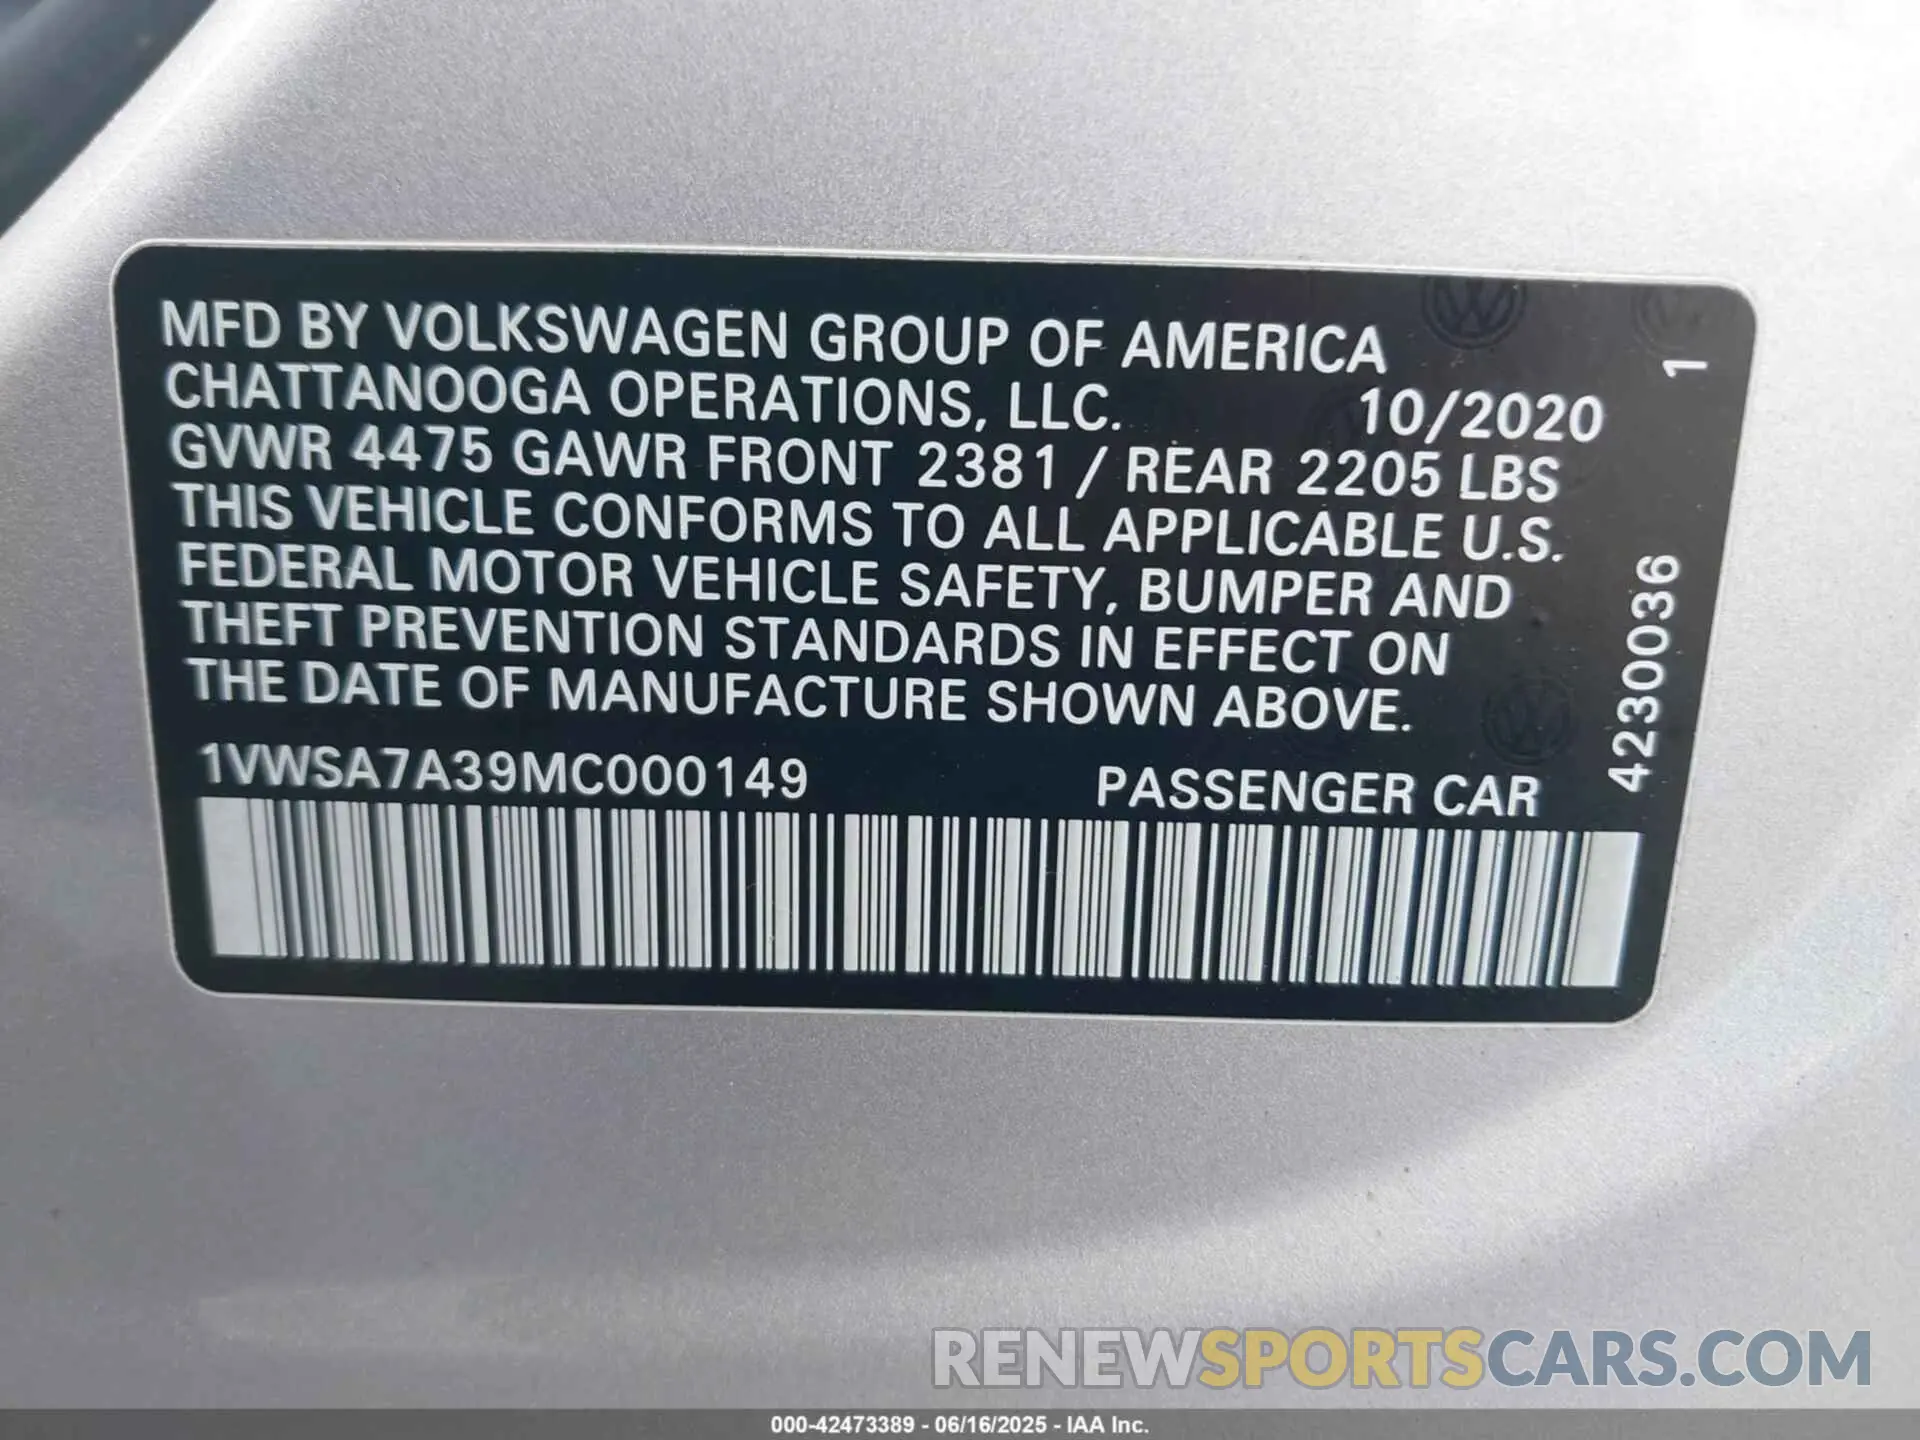 MFD BY VOLKSWAGEN GROUP OF AMERICA
CHATTANOOGA OPERATIONS, LLC. 10/2020
GVWR 4475 GAWR FRONT 2381 / REAR 2205 LBS
THIS VEHICLE CONFORMS TO ALL APPLICABLE U.S.
FEDERAL MOTOR VEHICLE SAFETY, BUMPER AND
THEFT PREVENTION STANDARDS IN EFFECT ON
THE DATE OF MANUFACTURE SHOWN ABOVE.
1VWSA7A39MC000149 PASSENGER CAR
4230036 1
RENEWSPORTSCARS.COM
000-42473389 - 06/16/2025 - IAA Inc.